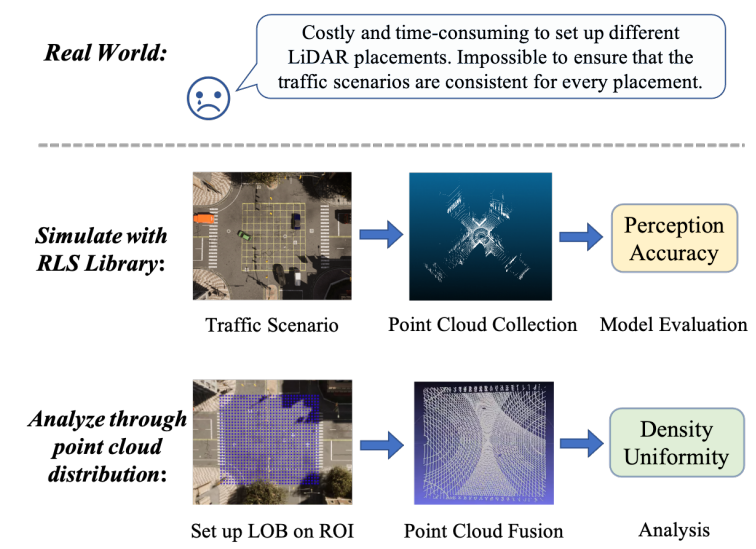 Real World:
Costly and time-consuming to set up different
LiDAR placements. Impossible to ensure that the
traffic scenarios are consistent for every placement.
Simulate with
RLS Library:
Perception
Accuracy
Traffic Scenario
Point Cloud Collection
Model Evaluation
Analyze through
point cloud
distribution:
Density
Uniformity
Set up LOB on ROI
Point Cloud Fusion
Analysis